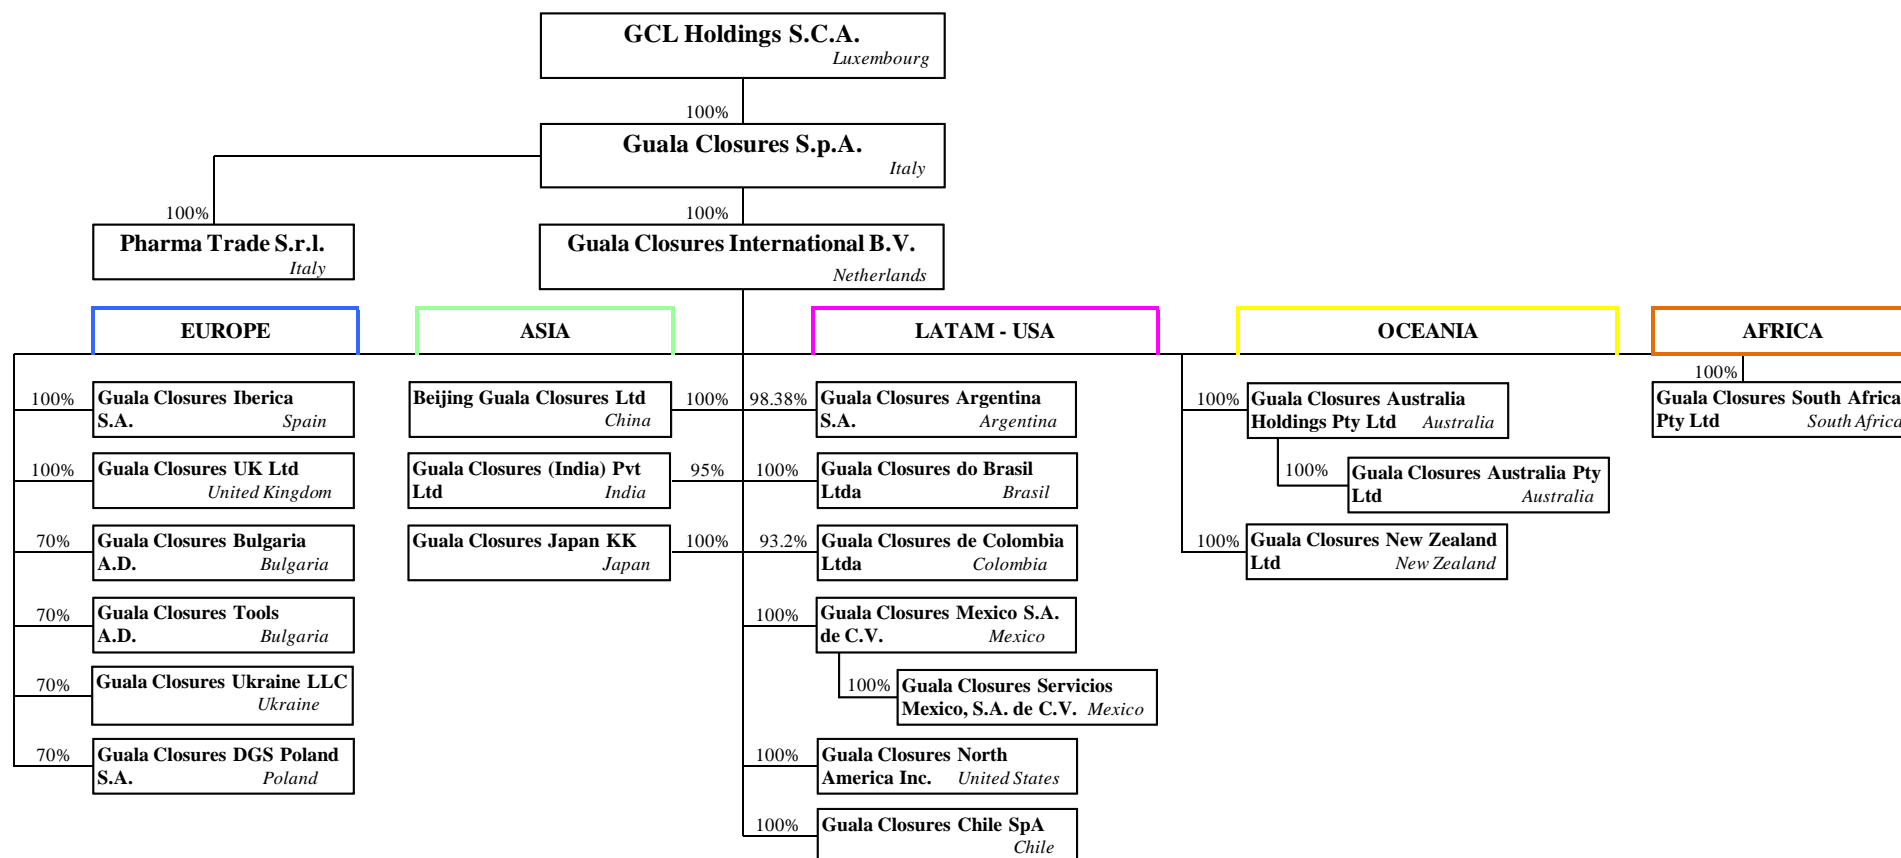 GCL Holdings S.C.A.
Luxembourg
100%
Guala Closures S.p.A.
Italy
100%
100%
Pharma Trade S.r.l.
Italy
Guala Closures International B.V.
Netherlands
EUROPE
ASIA
LATAM - USA
OCEANIA
AFRICA
100%
Guala Closures Iberica
S.A. Spain
100%
Guala Closures UK Ltd
United Kingdom
70%
Guala Closures Bulgaria
A.D. Bulgaria
70%
Guala Closures Tools
A.D. Bulgaria
70%
Guala Closures Ukraine LLC
Ukraine
70%
Guala Closures DGS Poland
S.A. Poland
Beijing Guala Closures Ltd
China
100%
Guala Closures (India) Pvt
Ltd India
95%
Guala Closures Japan KK
Japan
100%
98.38%
Guala Closures Argentina
S.A. Argentina
100%
Guala Closures do Brasil
Ltda Brasil
93.2%
Guala Closures de Colombia
Ltda Colombia
100%
Guala Closures Mexico S.A.
de C.V. Mexico
100%
Guala Closures Servicios
Mexico, S.A. de C.V. Mexico
100%
Guala Closures North
America Inc. United States
100%
Guala Closures Chile SpA
Chile
100%
Guala Closures Australia
Holdings Pty Ltd Australia
100%
Guala Closures Australia Pty
Ltd Australia
100%
Guala Closures New Zealand
Ltd New Zealand
100%
Guala Closures South Africa
Pty Ltd South Africa